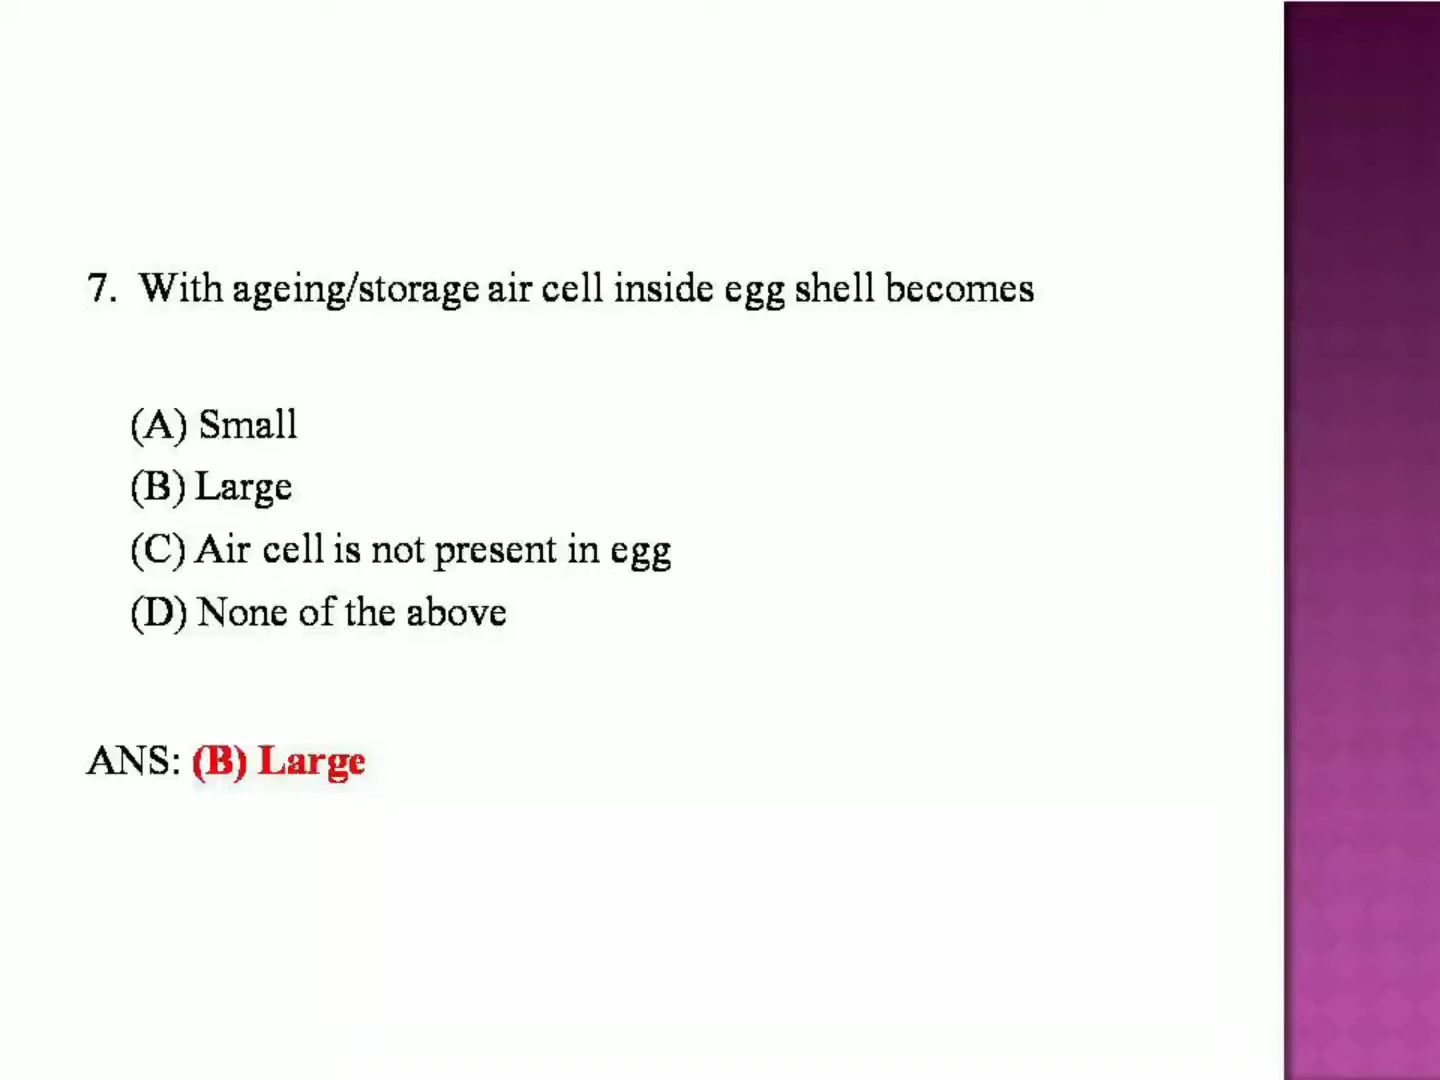 7. With ageing/storage air cell inside egg shell becomes
(A) Small
(B) Large
(C) Air cell is not present in egg
(D) None of the above
ANS: (B) Large